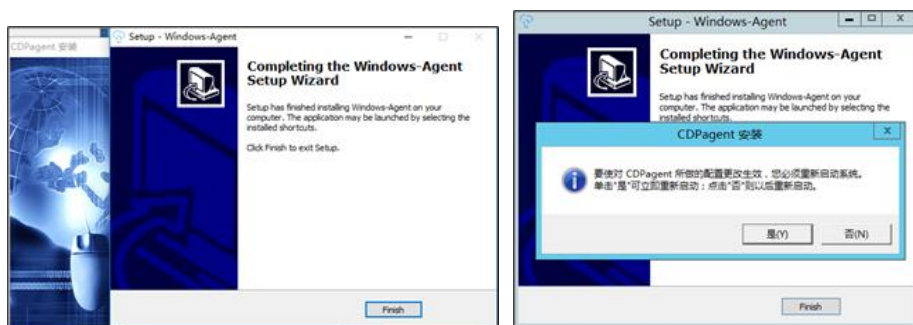 CDPagent 安装
Setup - Windows-Agent
Completing the Windows-Agent
Setup Wizard
Setup has finished installing Windows-Agent on your
computer. The application may be launched by selecting the
installed shortcuts.
Click Finish to exit Setup.
Finish
Setup - Windows-Agent
Completing the Windows-Agent
Setup Wizard
Setup has finished installing Windows-Agent on your
computer. The application may be launched by selecting the
installed shortcuts.
CDPagent 安装
要使对 CDPagent 所做的配置更改生效，您必须重新启动系统。
单击“是”可立即重新启动；点击“否”则以后重新启动。
是(Y)
否(N)
Finish